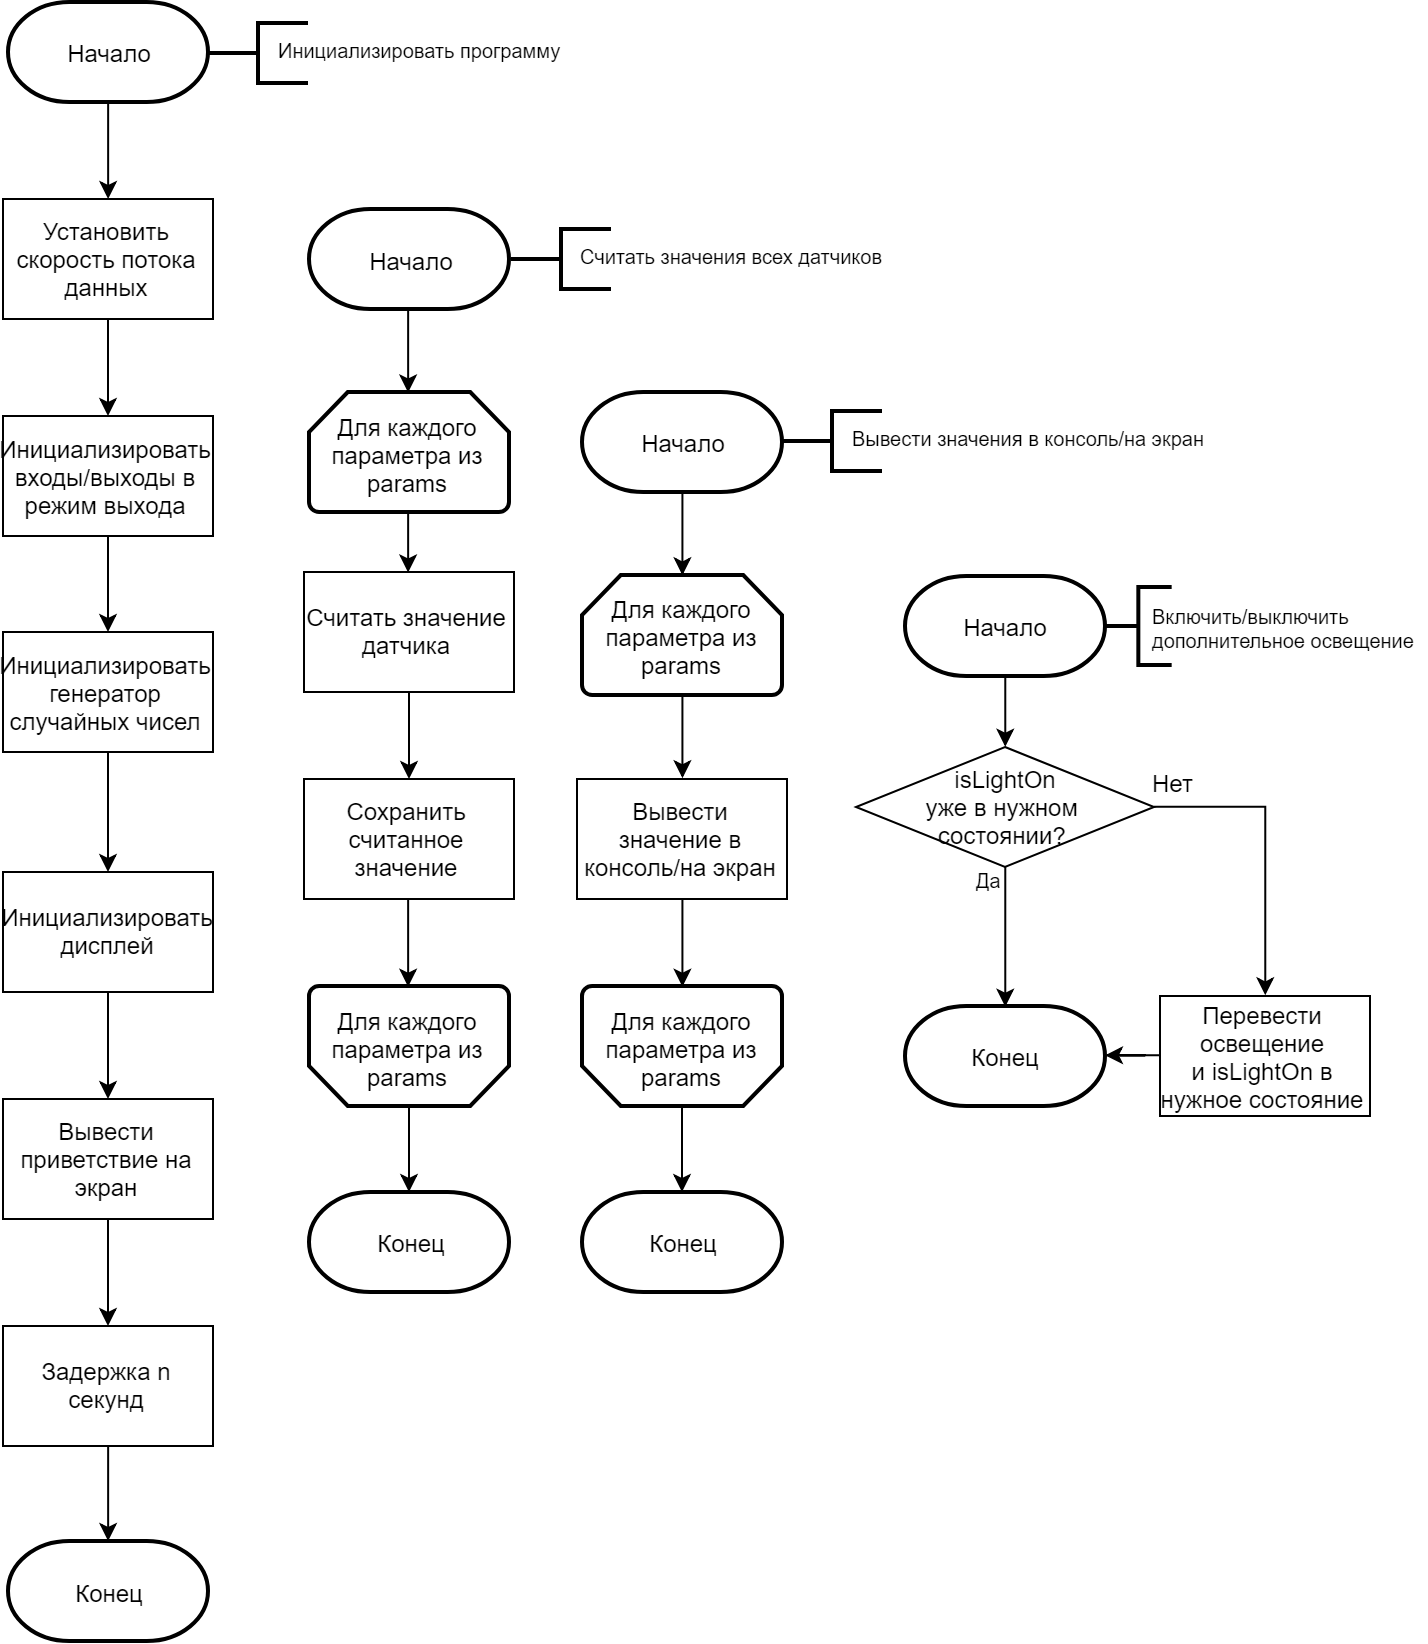 Начало
Инициализировать программу
Установить
скорость потока
данных
Инициализировать
входы/выходы в
режим выхода
Инициализировать
генератор
случайных чисел
Инициализировать
дисплей
Вывести
приветствие на
экран
Задержка n
секунд
Конец
Начало
Считать значения всех датчиков
Для каждого
параметра из
params
Считать значение
датчика
Сохранить
считанное
значение
Для каждого
параметра из
params
Конец
Начало
Вывести значения в консоль/на экран
Для каждого
параметра из
params
Вывести
значение в
консоль/на экран
Для каждого
параметра из
params
Конец
Начало
Включить/выключить
дополнительное освещение
isLightOn
уже в нужном
состоянии?
Нет
Да
Перевести
освещение
и isLightOn в
нужное состояние
Конец